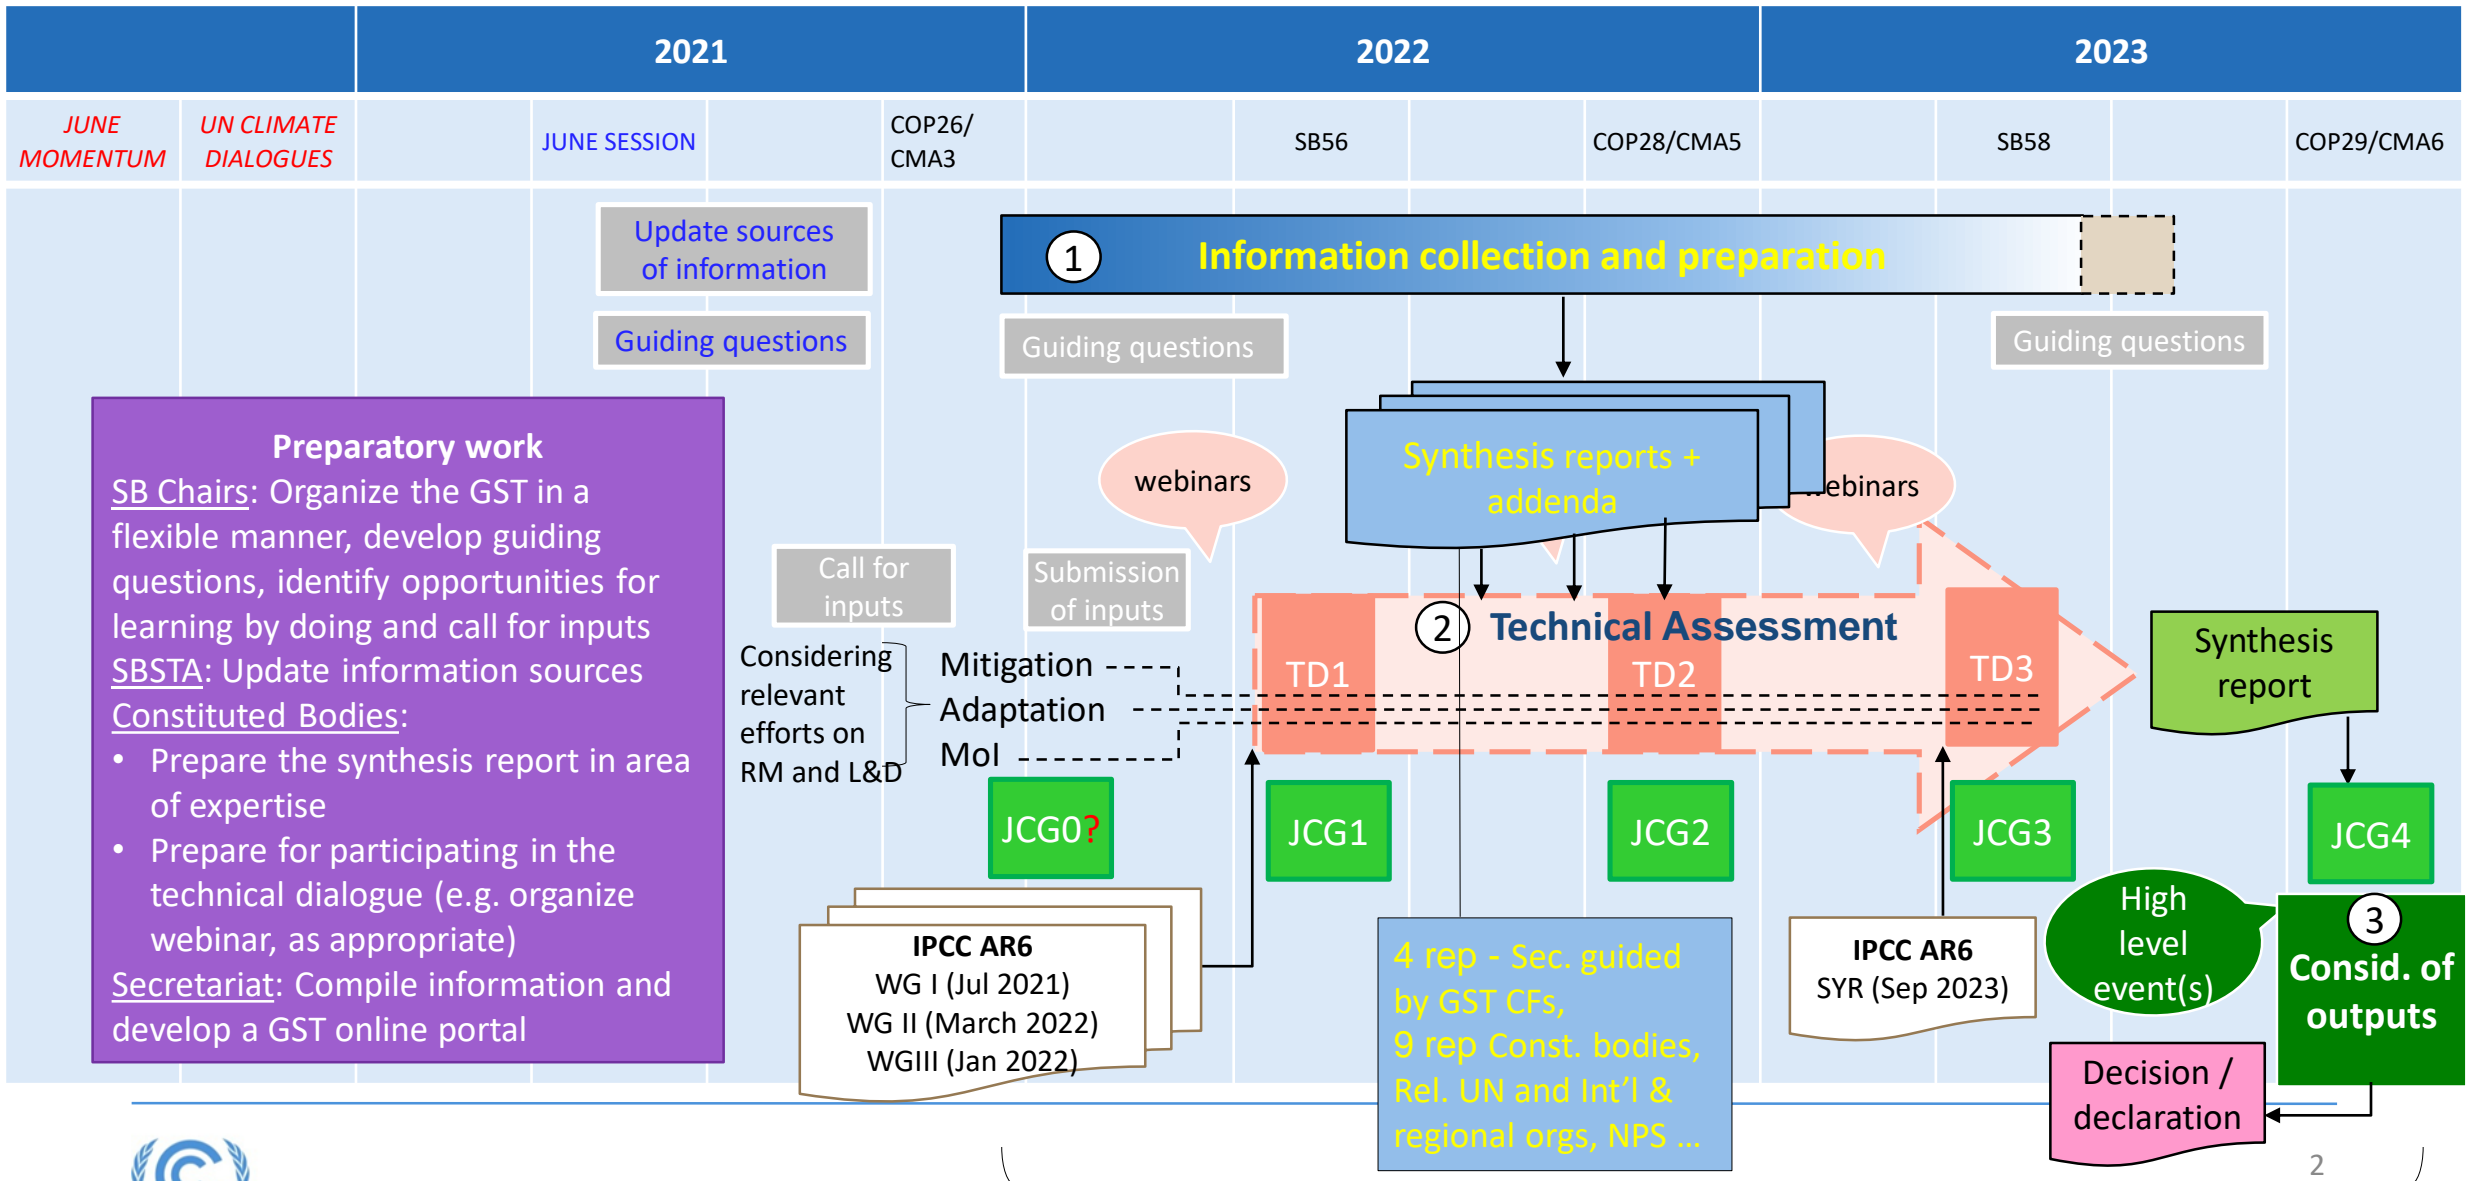 2021
2022
2023
JUNE
MOMENTUM
UN CLIMATE
DIALOGUES
JUNE SESSION
COP26/
CMA3
SB56
COP28/CMA5
SB58
COP29/CMA6
Update sources
of information
1
Information collection and preparation
Guiding questions
Guiding questions
Guiding questions
Preparatory work
SB Chairs: Organize the GST in a
flexible manner, develop guiding
questions, identify opportunities for
learning by doing and call for inputs
SBSTA: Update information sources
Constituted Bodies:
• Prepare the synthesis report in area
of expertise
• Prepare for participating in the
technical dialogue (e.g. organize
webinar, as appropriate)
Secretariat: Compile information and
develop a GST online portal
webinars
Synthesis reports +
addenda
ebinars
Call for
inputs
Submission
of inputs
2
Technical Assessment
Considering
relevant
efforts on
RM and L&D
Mitigation
Adaptation
MoI
TD1
TD2
TD3
Synthesis
report
JCG0?
JCG1
JCG2
JCG3
JCG4
IPCC AR6
WG I (Jul 2021)
WG II (March 2022)
WGIII (Jan 2022)
4 rep - Sec. guided
by GST CFs,
9 rep Const. bodies,
Rel. UN and Int'l &
regional orgs, NPS ...
IPCC AR6
SYR (Sep 2023)
High
level
event(s)
3
Consid. of
outputs
Decision /
declaration
2